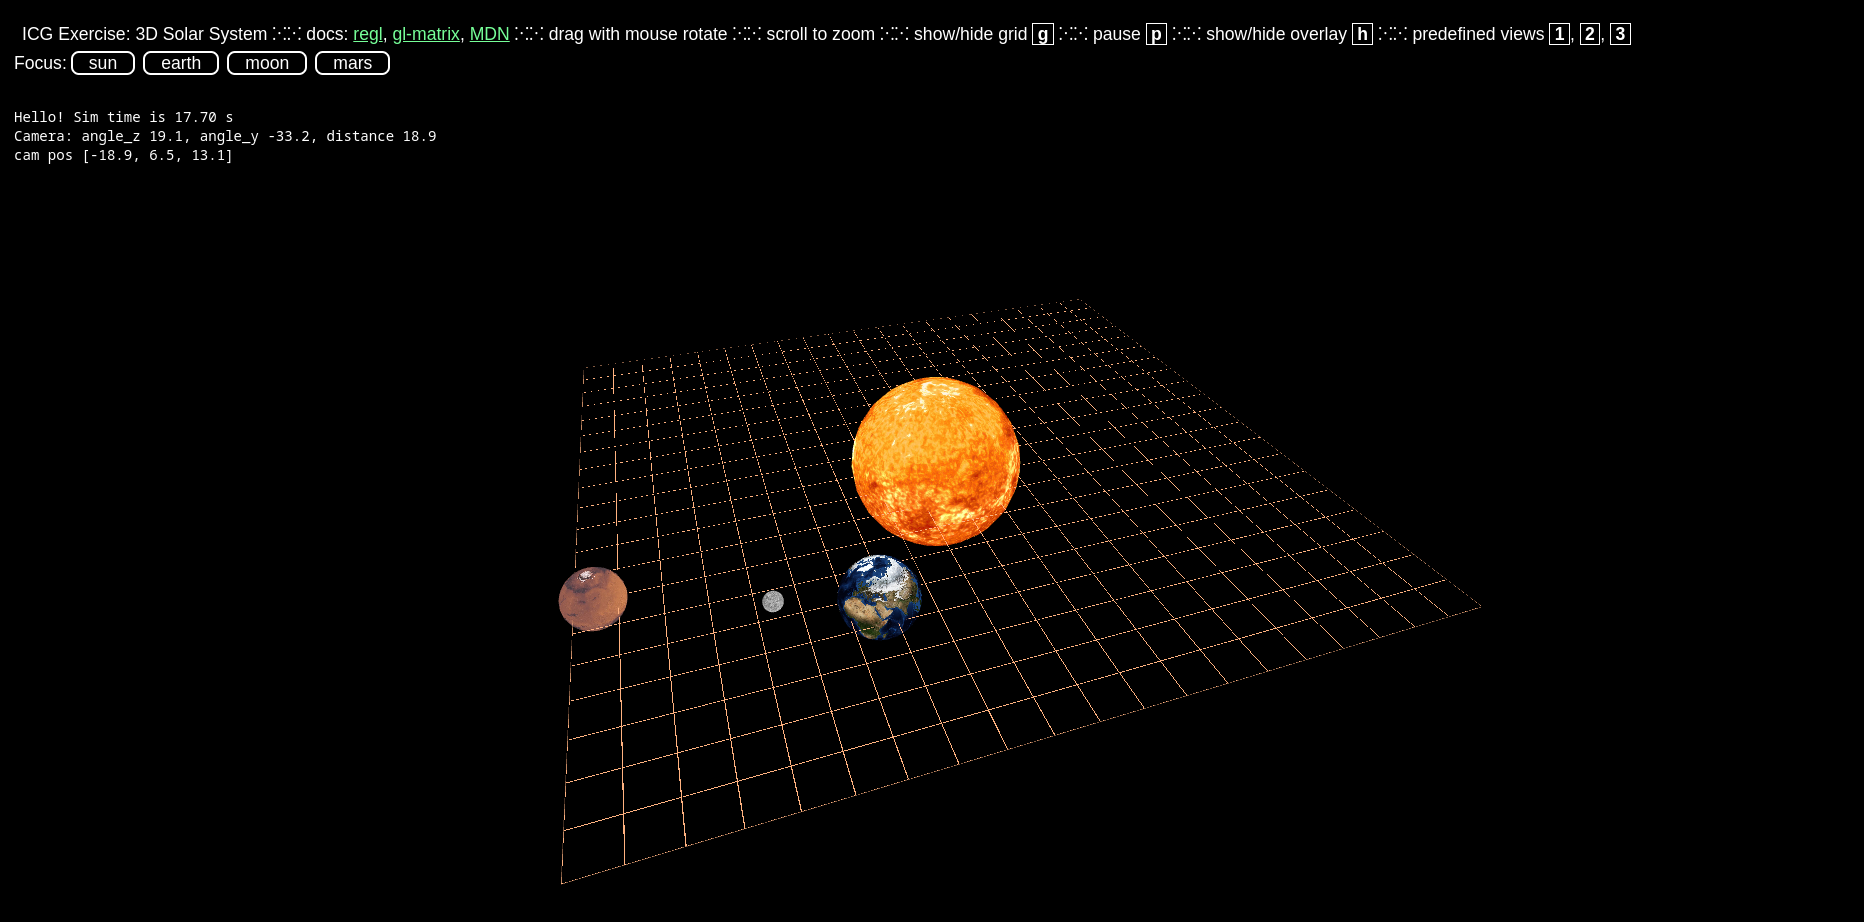 ICG Exercise: 3D Solar System ⢎⡱ docs: regl, gl-matrix, MDN ⢎⡱ drag with mouse rotate ⢎⡱ scroll to zoom ⢎⡱ show/hide grid g ⢎⡱ pause p ⢎⡱ show/hide overlay h ⢎⡱ predefined views 1, 2, 3
Focus: sun earth moon mars
Hello! Sim time is 17.70 s
Camera: angle_z 19.1, angle_y -33.2, distance 18.9
cam pos [-18.9, 6.5, 13.1]